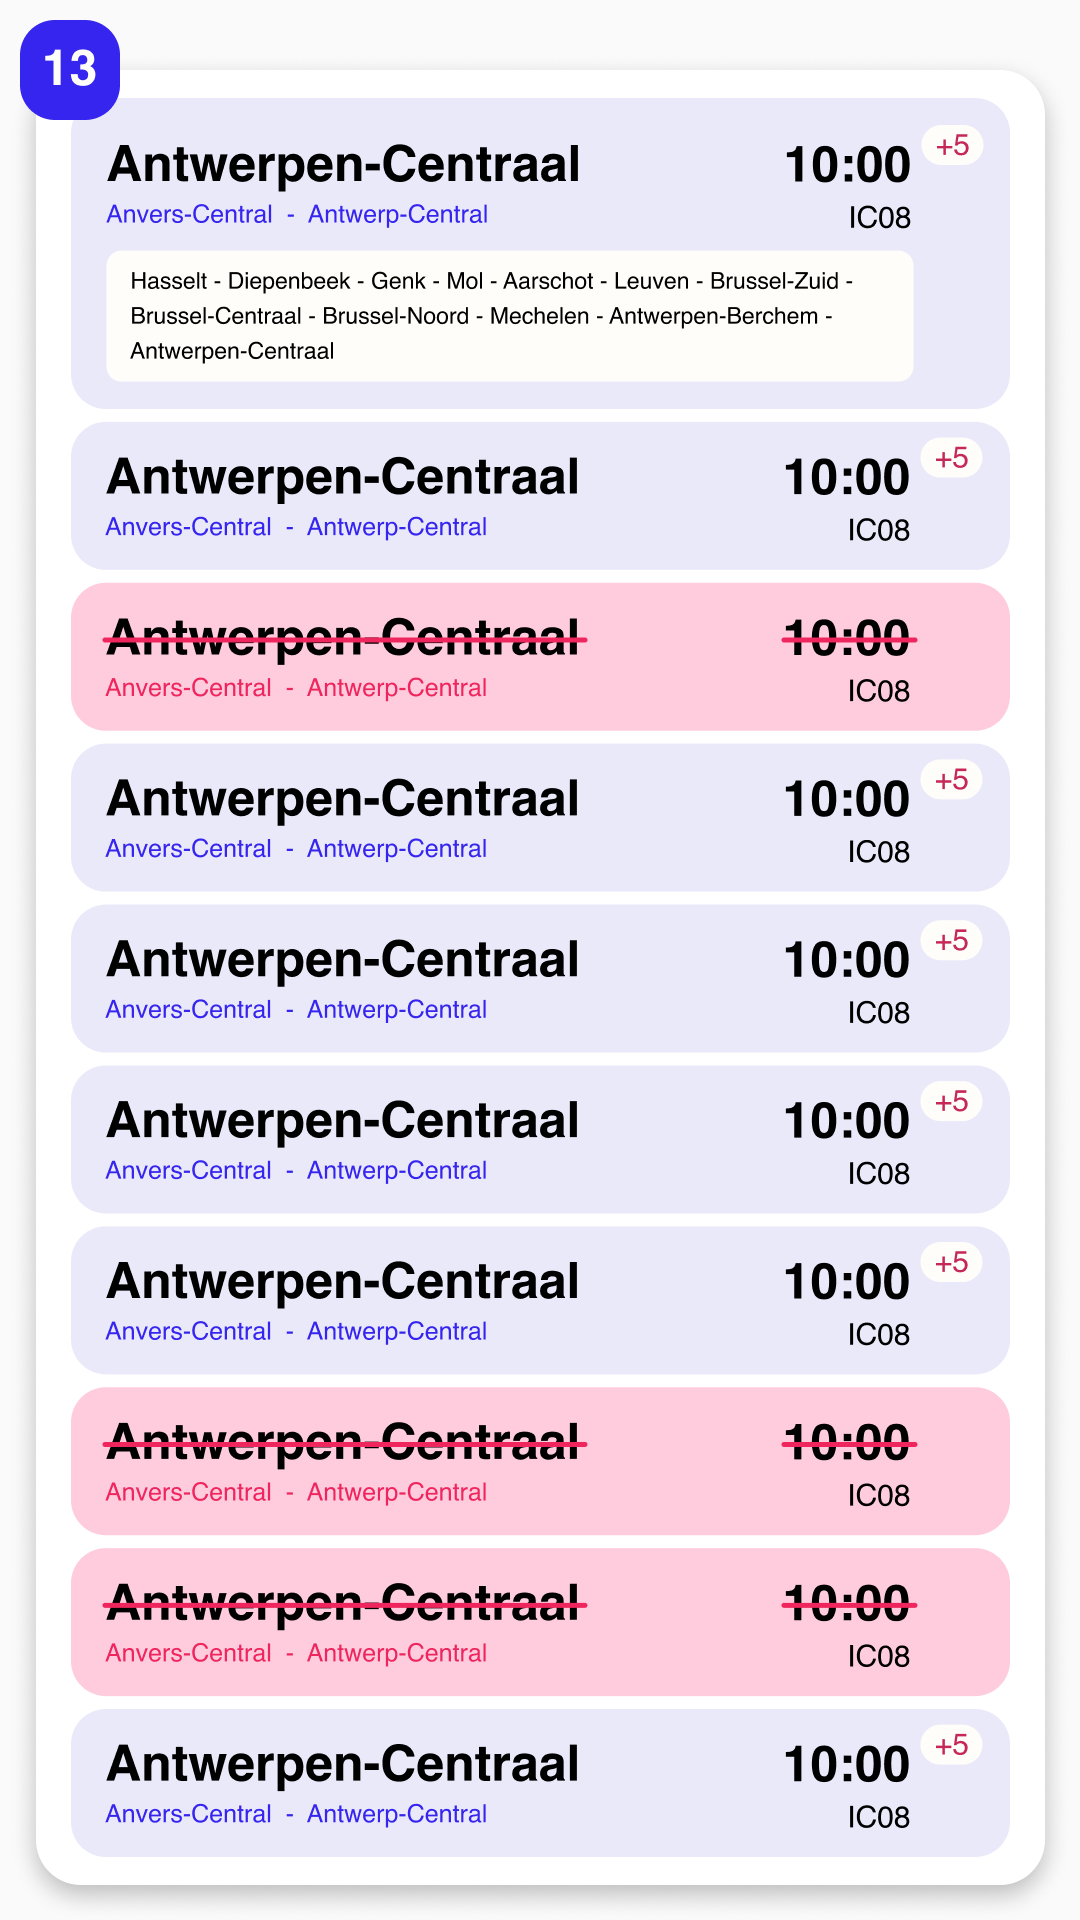 13
Antwerpen-Centraal 10:00 +5
Anvers-Central - Antwerp-Central IC08
Hasselt - Diepenbeek - Genk - Mol - Aarschot - Leuven - Brussel-Zuid -
Brussel-Centraal - Brussel-Noord - Mechelen - Antwerpen-Berchem -
Antwerpen-Centraal
Antwerpen-Centraal 10:00 +5
Anvers-Central - Antwerp-Central IC08
Antwerpen-Centraal 10:00
Anvers-Central - Antwerp-Central IC08
Antwerpen-Centraal 10:00 +5
Anvers-Central - Antwerp-Central IC08
Antwerpen-Centraal 10:00 +5
Anvers-Central - Antwerp-Central IC08
Antwerpen-Centraal 10:00 +5
Anvers-Central - Antwerp-Central IC08
Antwerpen-Centraal 10:00 +5
Anvers-Central - Antwerp-Central IC08
Antwerpen-Centraal 10:00
Anvers-Central - Antwerp-Central IC08
Antwerpen-Centraal 10:00
Anvers-Central - Antwerp-Central IC08
Antwerpen-Centraal 10:00 +5
Anvers-Central - Antwerp-Central IC08